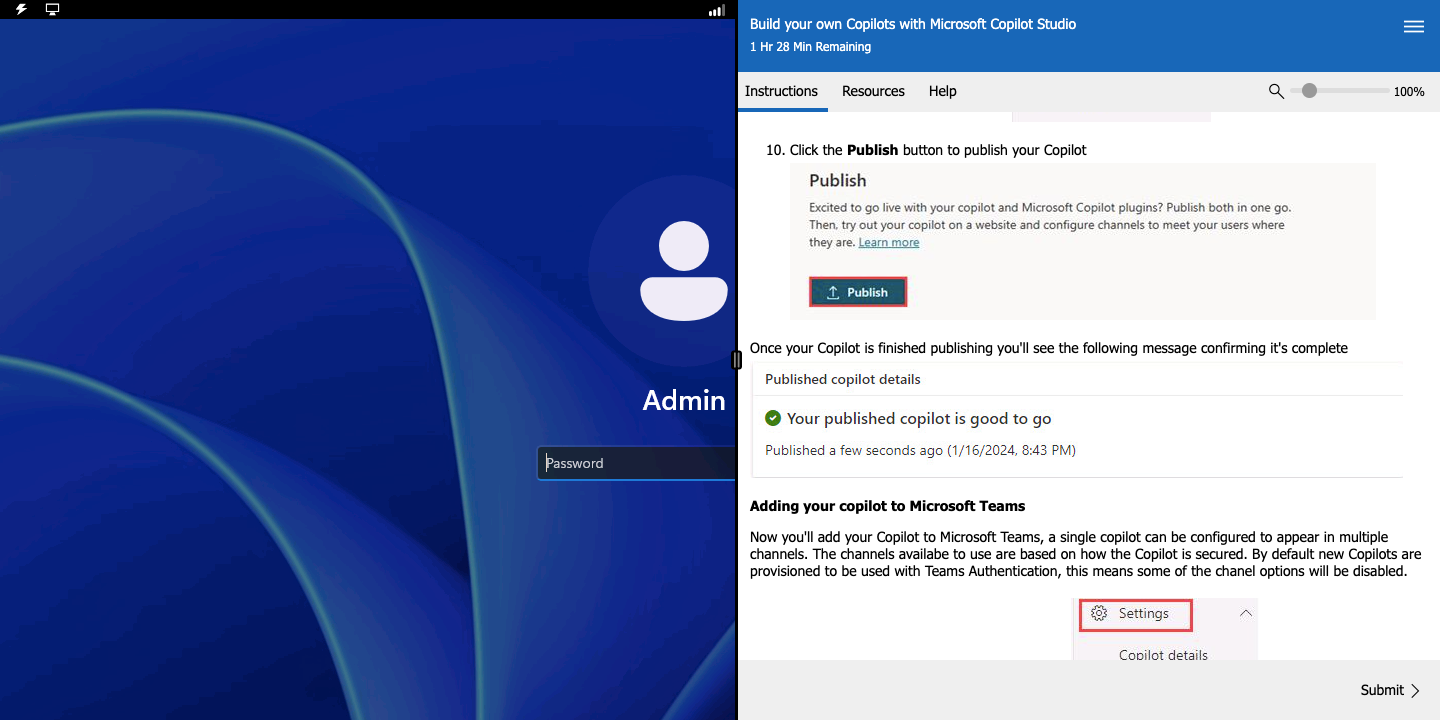 Admin
Password
Build your own Copilots with Microsoft Copilot Studio
1 Hr 28 Min Remaining
Instructions
Resources
Help
100%
10. Click the Publish button to publish your Copilot
Publish
Excited to go live with your copilot and Microsoft Copilot plugins? Publish both in one go.
Then, try out your copilot on a website and configure channels to meet your users where
they are. Learn more
Publish
Once your Copilot is finished publishing you'll see the following message confirming it's complete
Published copilot details
Your published copilot is good to go
Published a few seconds ago (1/16/2024, 8:43 PM)
Adding your copilot to Microsoft Teams
Now you'll add your Copilot to Microsoft Teams, a single copilot can be configured to appear in multiple
channels. The channels availabe to use are based on how the Copilot is secured. By default new Copilots are
provisioned to be used with Teams Authentication, this means some of the chanel options will be disabled.
Settings
Copilot details
Submit